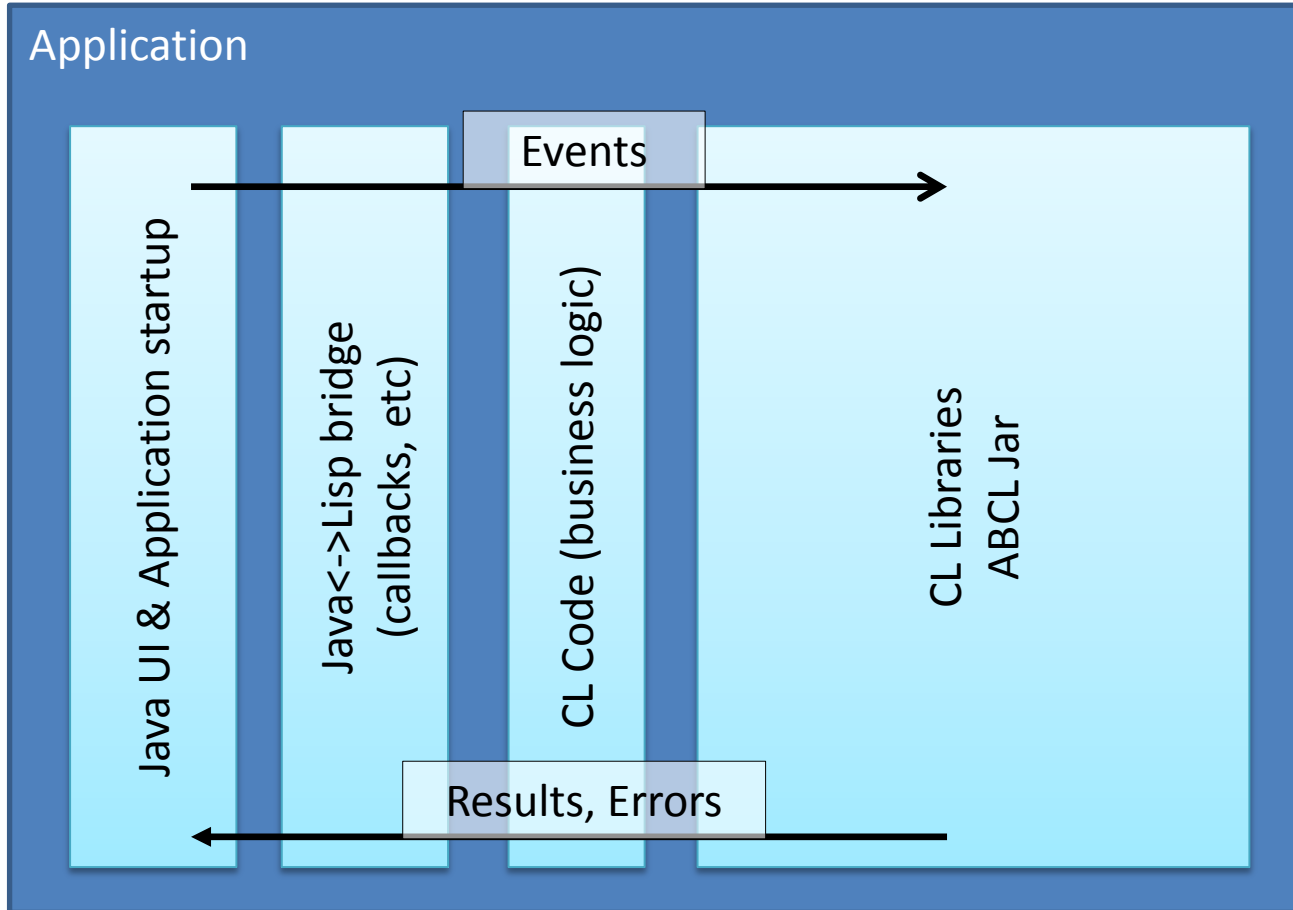 Application
Events
Java UI & Application startup
Java<->Lisp bridge
(callbacks, etc)
CL Code (business logic)
CL Libraries
ABCL Jar
Results, Errors